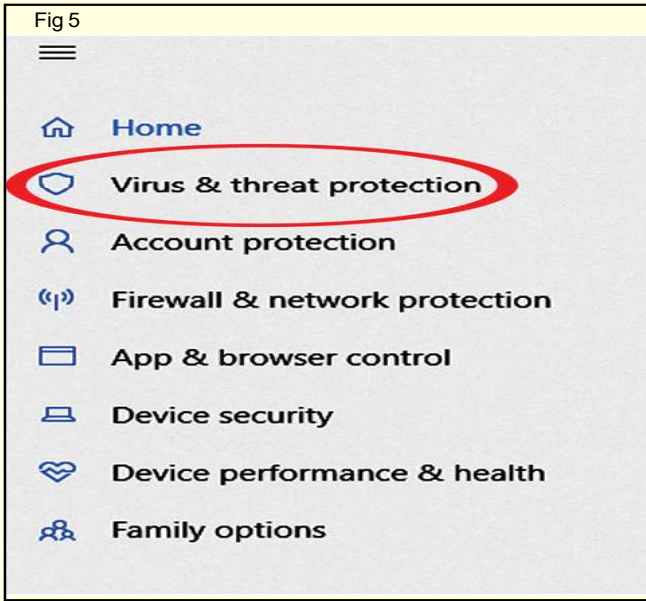 Fig 5
Home
Virus & threat protection
Account protection
Firewall & network protection
App & browser control
Device security
Device performance & health
Family options